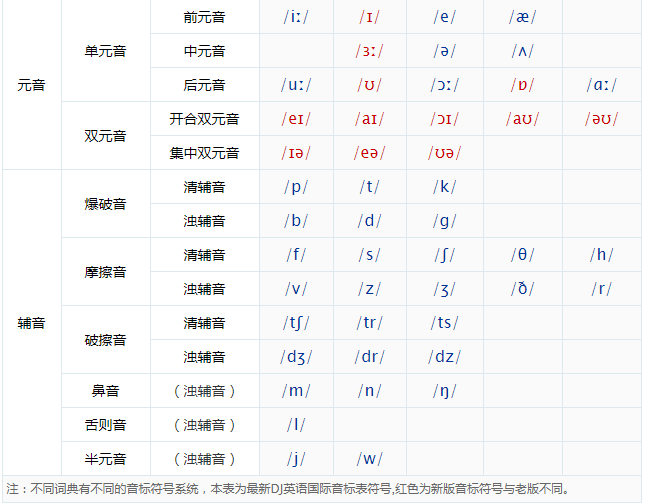 元音 单元音 前元音 /iː/ /ɪ/ /e/ /æ/
中元音 /ɜː/ /ə/ /ʌ/
后元音 /uː/ /ʊ/ /ɔː/ /ɒ/ /ɑː/
双元音 开合双元音 /eɪ/ /aɪ/ /ɔɪ/ /aʊ/ /əʊ/
集中双元音 /ɪə/ /eə/ /ʊə/
辅音 爆破音 清辅音 /p/ /t/ /k/
浊辅音 /b/ /d/ /g/
摩擦音 清辅音 /f/ /s/ /ʃ/ /θ/ /h/
浊辅音 /v/ /z/ /ʒ/ /ð/ /r/
破擦音 清辅音 /tʃ/ /tr/ /ts/
浊辅音 /dʒ/ /dr/ /dz/
鼻音 （浊辅音） /m/ /n/ /ŋ/
舌则音 （浊辅音） /l/
半元音 （浊辅音） /j/ /w/
注：不同词典有不同的音标符号系统，本表为最新DJ英语国际音标表符号,红色为新版音标符号与老版不同。